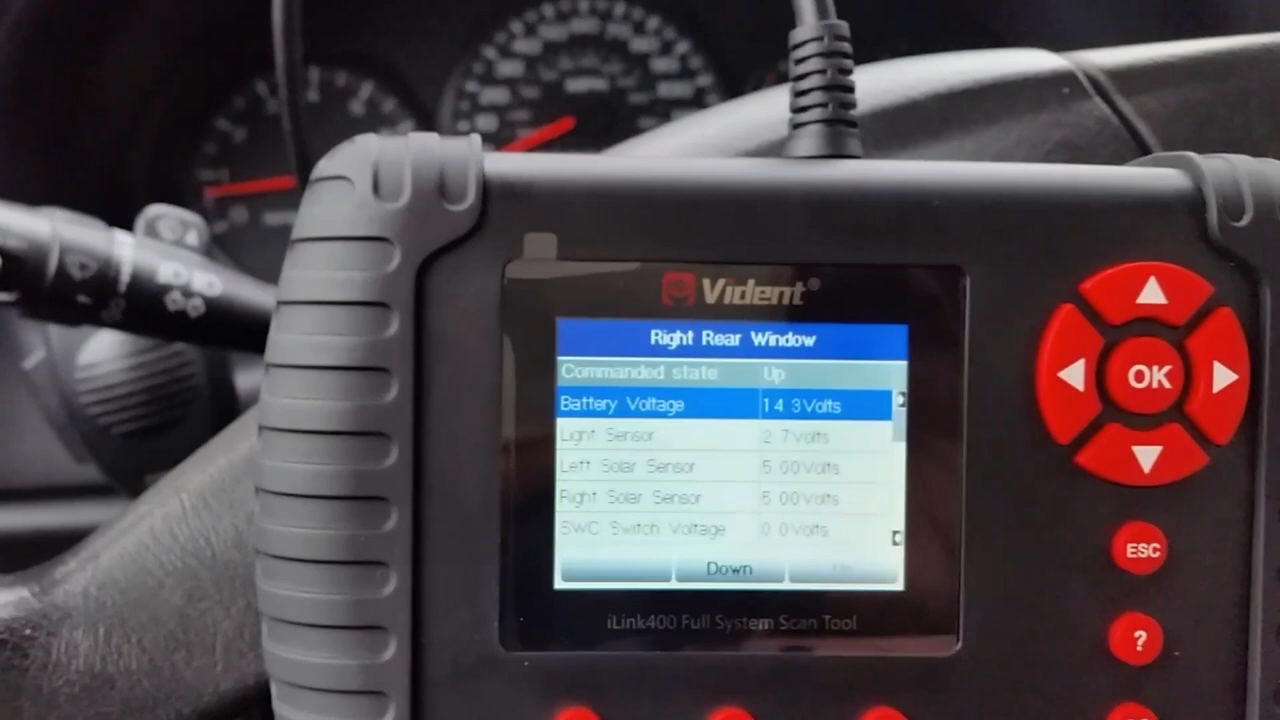 Vident®
Right Rear Window
Commanded state Up
Battery Voltage 14.3Volts
Light Sensor 2.7Volts
Left Solar Sensor 5.00Volts
Right Solar Sensor 5.00Volts
SWC Switch Voltage 0.0Volts
Down
iLink400 Full System Scan Tool
OK
ESC
?